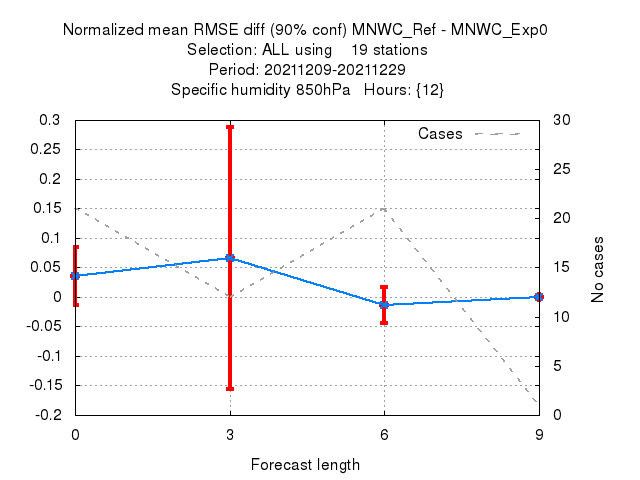 Normalized mean RMSE diff (90% conf) MNWC_Ref - MNWC_Exp0
Selection: ALL using 19 stations
Period: 20211209-20211229
Specific humidity 850hPa Hours: {12}
Cases
0.3
0.25
0.2
0.15
0.1
0.05
0
-0.05
-0.1
-0.15
-0.2
30
25
20
15
10
5
0
No cases
0 3 6 9
Forecast length